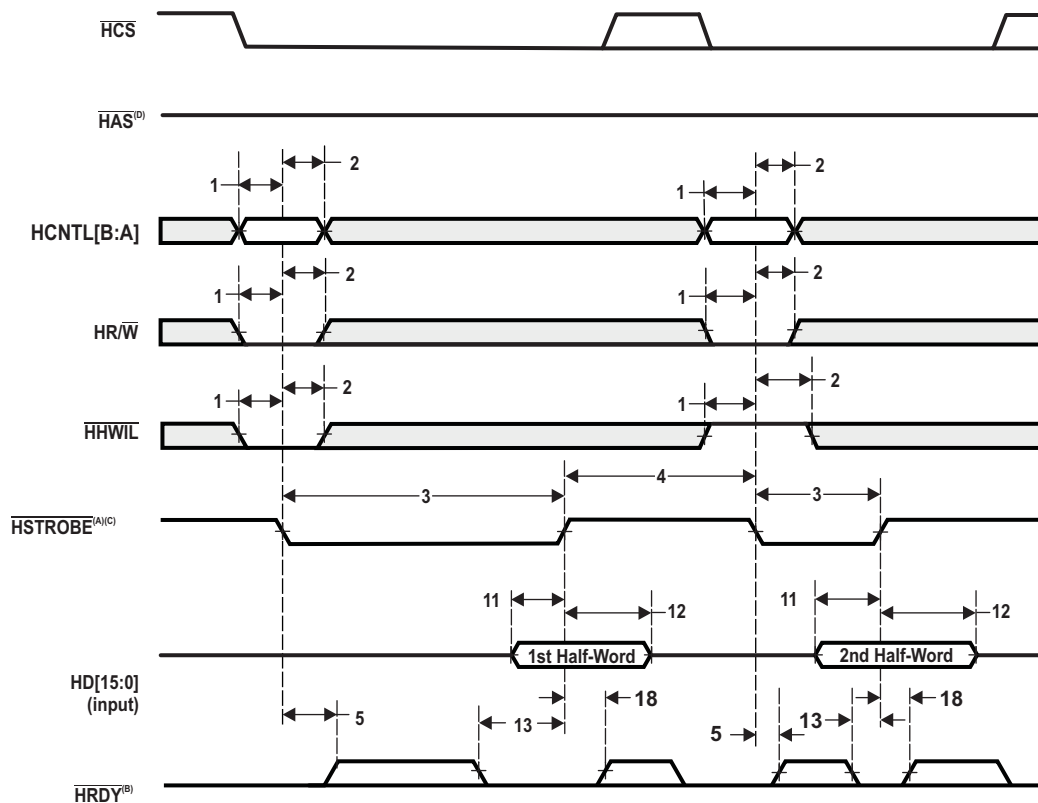 HCS
HAS(D)
2
1
2
1
HCNTL[B:A]
2
1
2
1
HR/W
2
1
2
1
HHWIL
3
4
3
HSTROBE(A)(C)
11
12
11
12
1st Half-Word
2nd Half-Word
HD[15:0]
(input)
5
13
18
5
13
18
HRDY(B)